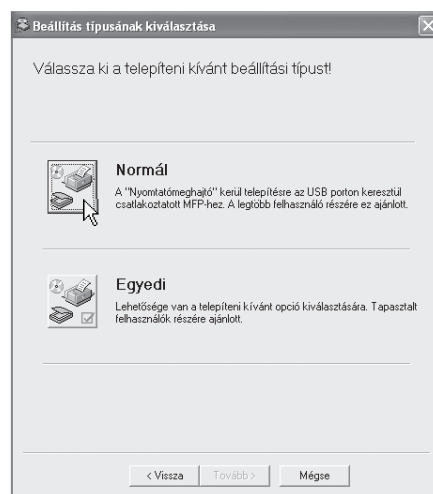 Beállítás típusának kiválasztása
Válassza ki a telepíteni kívánt beállítási típust!
Normál
A "Nyomtatómeghajtó" kerül telepítésre az USB porton keresztül
csatlakoztatott MFP-hez. A legtöbb felhasználó részére ez ajánlott.
Egyedi
Lehetősége van a telepíteni kívánt opció kiválasztására. Tapasztalt
felhasználók részére ajánlott.
< Vissza
Tovább >
Mégse